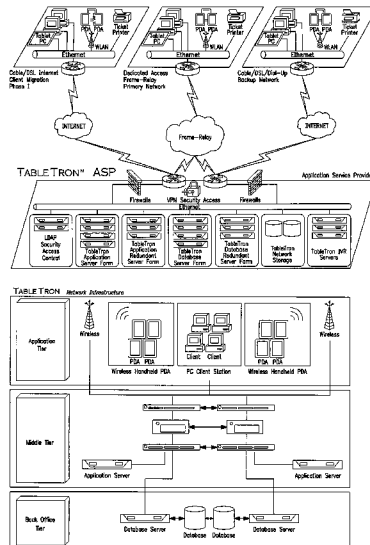 Tablet PC
PDA PDA
Ticket Printer
WLAN
Ethernet
Tablet PC
PDA PDA
Ticket Printer
WLAN
Ethernet
Tablet PC
PDA PDA
Ticket Printer
WLAN
Ethernet
Cable/DSL Internet
Client Migration
Phase I
Dedicated Access
Frame-Relay
Primary Network
Cable/DSL/Dial-Up
Backup Network
INTERNET
Frame-Relay
INTERNET
TABLETRON™ ASP
Application Service Provide
Firewalls
VPN Security Access
Firewalls
Ethernet
LDAP
Security
Access
Control
TableTron
Application
Server Farm
TableTron
Application
Redundant
Server Farm
TableTron
Database
Server Farm
TableTron
Database
Redundant
Server Farm
TableTron
Network
Storage
TableTron IVR
Servers
TABLETRON Network Infrastructure
Application
Tier
Wireless
PDA PDA
Wireless Handheld PDA
Client Client
PC Client Station
PDA PDA
Wireless Handheld PDA
Wireless
Middle Tier
Application Server
Application Server
Back Office
Tier
Database Server
Database
Database
Database Server